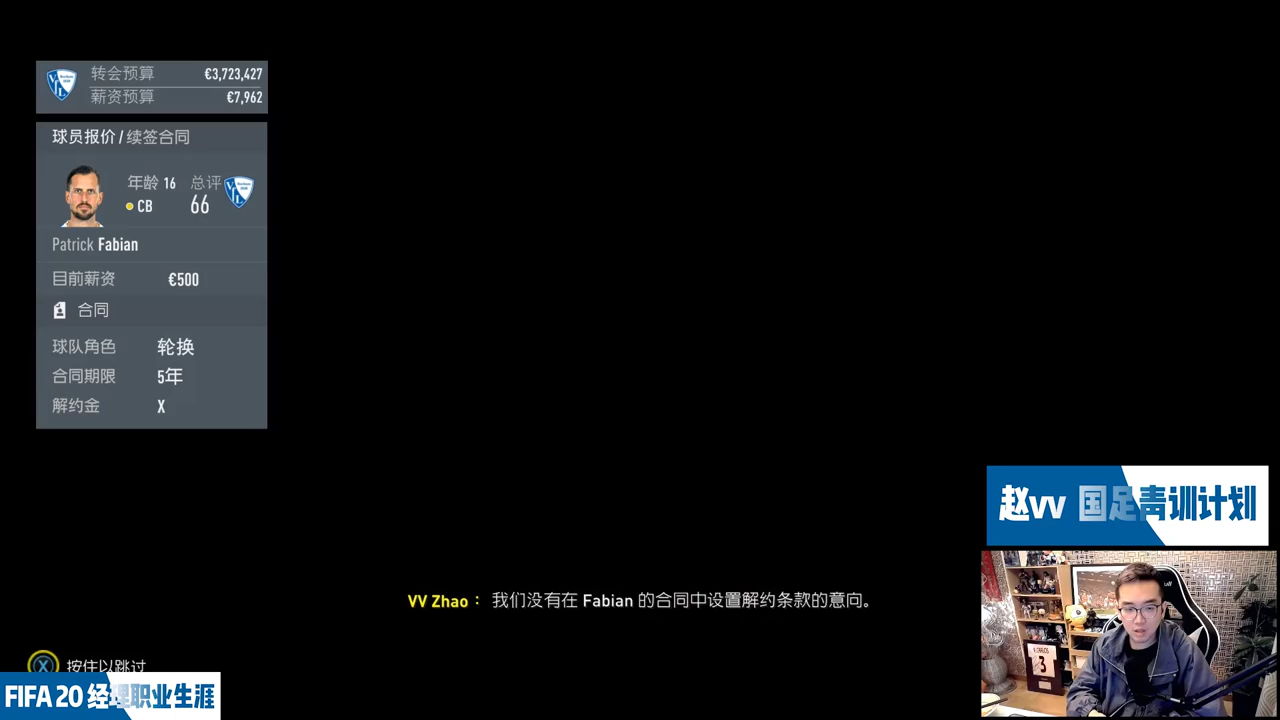 转会预算 €3,723,427
薪资预算 €7,962
球员报价 / 续签合同
年龄 16 总评
CB 66
Patrick Fabian
目前薪资 €500
合同
球队角色 轮换
合同期限 5年
解约金 X
赵vv 国足青训计划
VV Zhao： 我们没有在 Fabian 的合同中设置解约条款的意向。
X 按住以跳过
FIFA 20 经理职业生涯
3